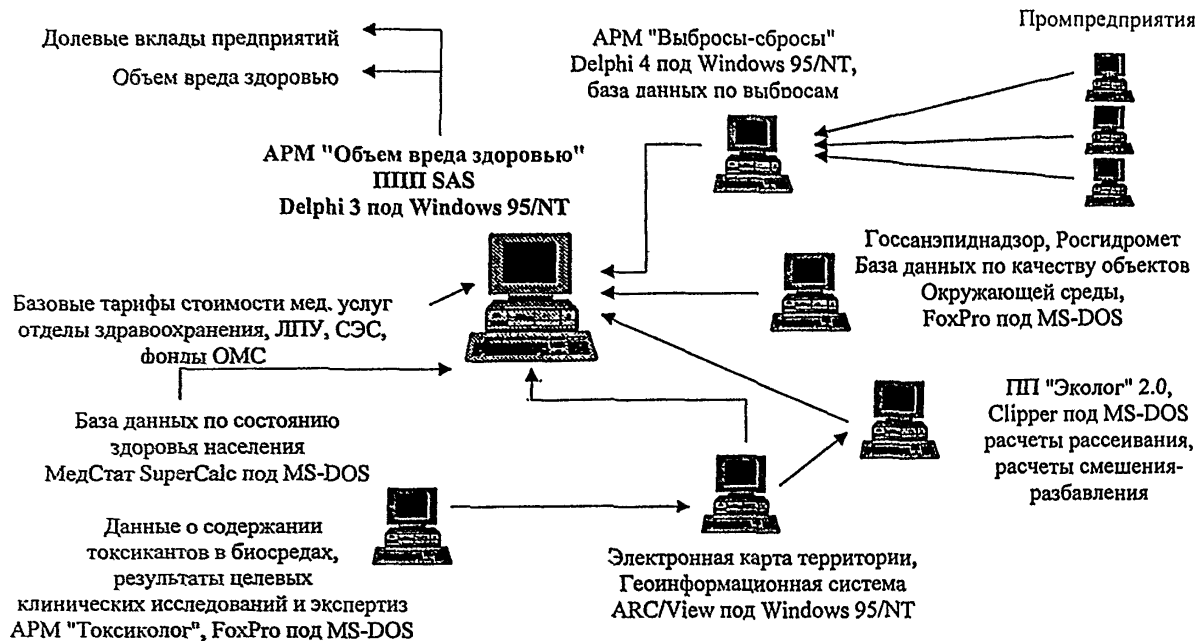 Промпредприятия
Долевые вклады предприятий
Объем вреда здоровью
АРМ "Выбросы-сбросы"
Delphi 4 под Windows 95/NT,
база данных по выбросам
АРМ "Объем вреда здоровью"
ППП SAS
Delphi 3 под Windows 95/NT
Госсанэпиднадзор, Росгидромет
База данных по качеству объектов
Окружающей среды,
FoxPro под MS-DOS
Базовые тарифы стоимости мед. услуг
отделы здравоохранения, ЛПУ, СЭС,
фонды ОМС
ПП "Эколог" 2.0,
Clipper под MS-DOS
расчеты рассеивания,
расчеты смешения-
разбавления
База данных по состоянию
здоровья населения
МедСтат SuperCalc под MS-DOS
Данные о содержании
токсикантов в биосредах,
результаты целевых
клинических исследований и экспертиз
АРМ "Токсиколог", FoxPro под MS-DOS
Электронная карта территории,
Геоинформационная система
ARC/View под Windows 95/NT